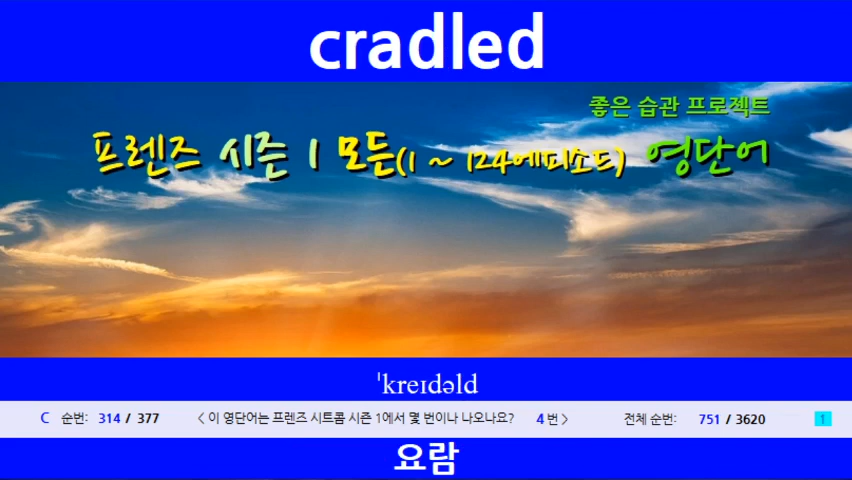 cradled
좋은 습관 프로젝트
프렌즈 시즌 1 모든(1 ~ 124에피소드) 영단어
ˈkreɪdəld
C 순번: 314 / 377 < 이 영단어는 프렌즈 시트콤 시즌 1에서 몇 번이나 나오나요? 4 번 > 전체 순번: 751 / 3620 1
요람